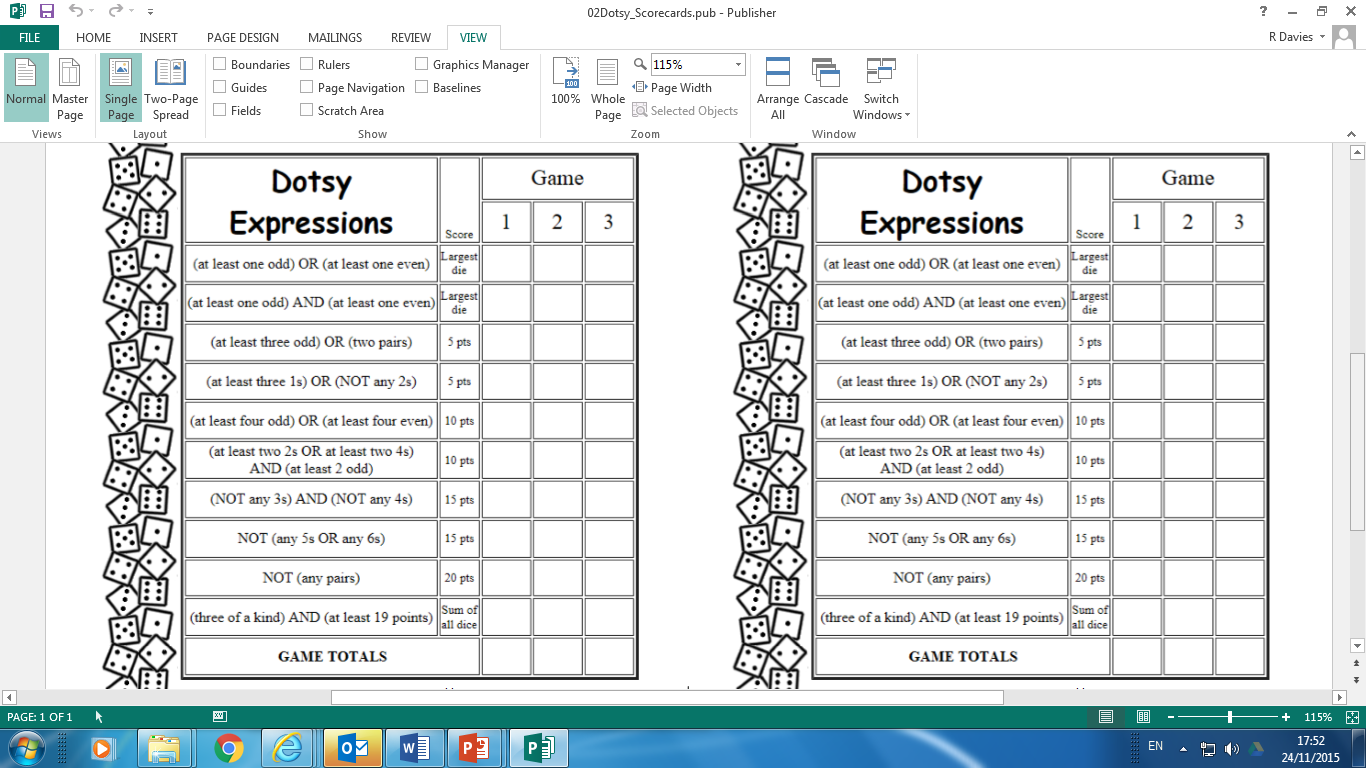 02Dotsy_Scorecards.pub - Publisher
FILE HOME INSERT PAGE DESIGN MAILINGS REVIEW VIEW
R Davies
Normal
Master Page
Views
Single Page
Two-Page Spread
Layout
Boundaries
Guides
Fields
Rulers
Page Navigation
Scratch Area
Graphics Manager
Baselines
Show
100%
Whole Page
115%
Page Width
Selected Objects
Zoom
Arrange All
Cascade
Switch Windows
Window
Dotsy
Expressions
Score
Game
1 2 3
(at least one odd) OR (at least one even) Largest die
(at least one odd) AND (at least one even) Largest die
(at least three odd) OR (two pairs) 5 pts
(at least three 1s) OR (NOT any 2s) 5 pts
(at least four odd) OR (at least four even) 10 pts
(at least two 2s OR at least two 4s)
AND (at least 2 odd) 10 pts
(NOT any 3s) AND (NOT any 4s) 15 pts
NOT (any 5s OR any 6s) 15 pts
NOT (any pairs) 20 pts
(three of a kind) AND (at least 19 points) Sum of all dice
GAME TOTALS
Dotsy
Expressions
Score
Game
1 2 3
(at least one odd) OR (at least one even) Largest die
(at least one odd) AND (at least one even) Largest die
(at least three odd) OR (two pairs) 5 pts
(at least three 1s) OR (NOT any 2s) 5 pts
(at least four odd) OR (at least four even) 10 pts
(at least two 2s OR at least two 4s)
AND (at least 2 odd) 10 pts
(NOT any 3s) AND (NOT any 4s) 15 pts
NOT (any 5s OR any 6s) 15 pts
NOT (any pairs) 20 pts
(three of a kind) AND (at least 19 points) Sum of all dice
GAME TOTALS
PAGE: 1 OF 1
115%
EN
17:52
24/11/2015